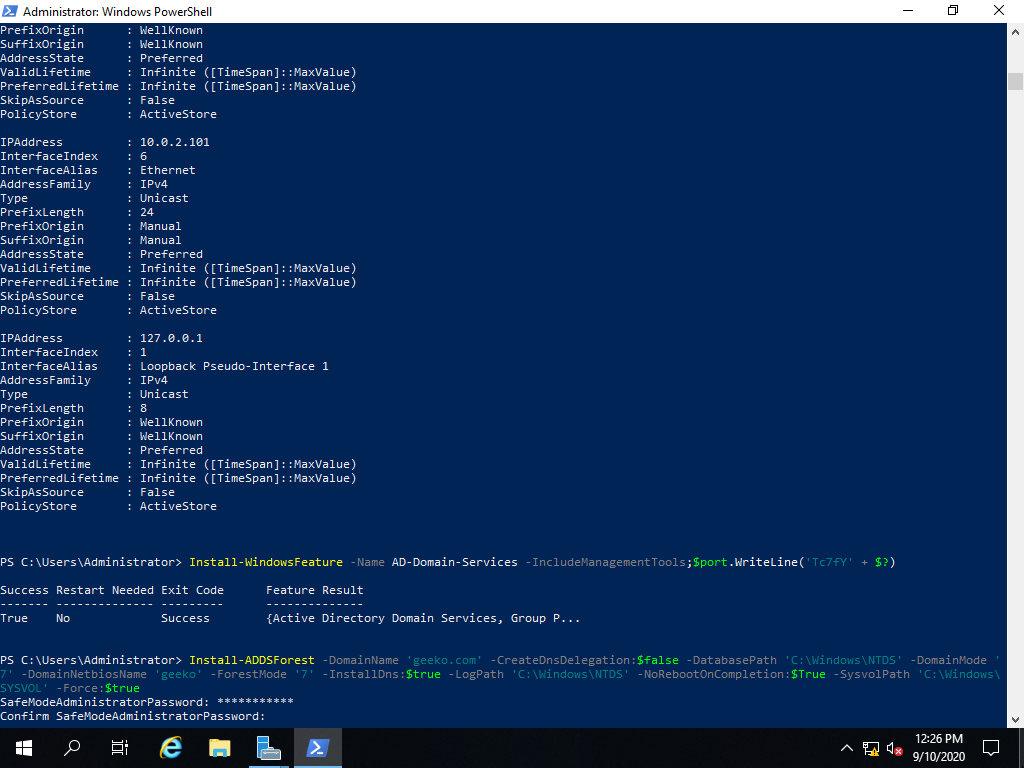 Administrator: Windows PowerShell
PrefixOrigin      : WellKnown
SuffixOrigin      : WellKnown
AddressState      : Preferred
ValidLifetime     : Infinite ([TimeSpan]::MaxValue)
PreferredLifetime : Infinite ([TimeSpan]::MaxValue)
SkipAsSource      : False
PolicyStore       : ActiveStore
IPAddress         : 10.0.2.101
InterfaceIndex    : 6
InterfaceAlias    : Ethernet
AddressFamily     : IPv4
Type              : Unicast
PrefixLength      : 24
PrefixOrigin      : Manual
SuffixOrigin      : Manual
AddressState      : Preferred
ValidLifetime     : Infinite ([TimeSpan]::MaxValue)
PreferredLifetime : Infinite ([TimeSpan]::MaxValue)
SkipAsSource      : False
PolicyStore       : ActiveStore
IPAddress         : 127.0.0.1
InterfaceIndex    : 1
InterfaceAlias    : Loopback Pseudo-Interface 1
AddressFamily     : IPv4
Type              : Unicast
PrefixLength      : 8
PrefixOrigin      : WellKnown
SuffixOrigin      : WellKnown
AddressState      : Preferred
ValidLifetime     : Infinite ([TimeSpan]::MaxValue)
PreferredLifetime : Infinite ([TimeSpan]::MaxValue)
SkipAsSource      : False
PolicyStore       : ActiveStore
PS C:\Users\Administrator> Install-WindowsFeature -Name AD-Domain-Services -IncludeManagementTools;$port.WriteLine('Tc7fY' + $?)
Success Restart Needed Exit Code      Feature Result
------- -------------- ---------      --------------
True    No             Success        {Active Directory Domain Services, Group P...
PS C:\Users\Administrator> Install-ADDSForest -DomainName 'geeko.com' -CreateDnsDelegation:$false -DatabasePath 'C:\Windows\NTDS' -DomainMode '
7' -DomainNetbiosName 'geeko' -ForestMode '7' -InstallDns:$true -LogPath 'C:\Windows\NTDS' -NoRebootOnCompletion:$True -SysvolPath 'C:\Windows\
SYSVOL' -Force:$true
SafeModeAdministratorPassword: ***********
Confirm SafeModeAdministratorPassword:
12:26 PM
9/10/2020